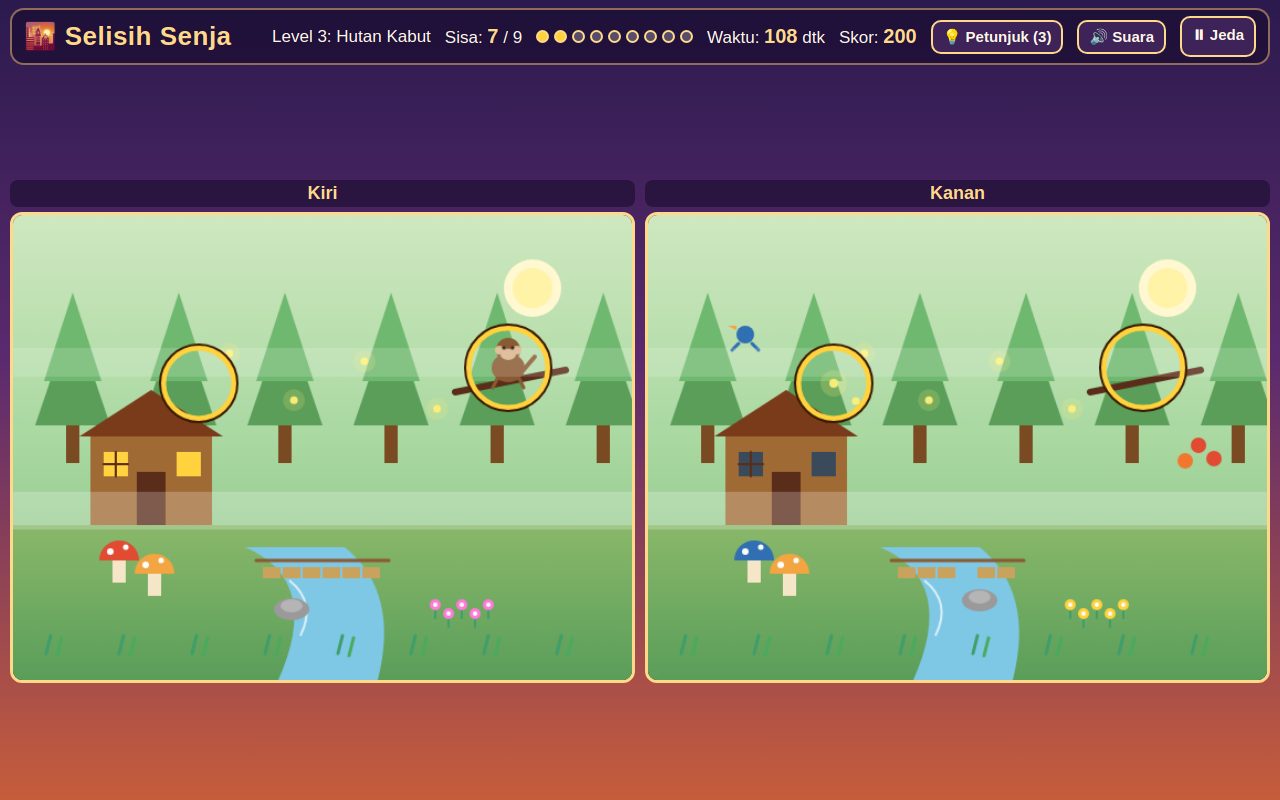 Selisih Senja
Level 3: Hutan Kabut
Sisa: 7 / 9
Waktu: 108 dtk
Skor: 200
Petunjuk (3)
Suara
Jeda
Kiri
Kanan